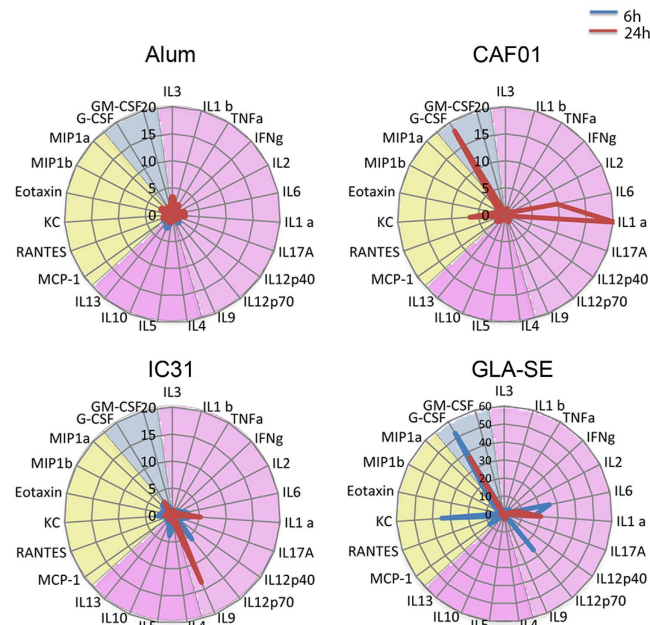 6h
24h
Alum
IL3
GM-CSF
G-CSF
MIP1a
MIP1b
Eotaxin
KC
RANTES
MCP-1
IL13
IL10
IL5
IL4
IL9
IL12p70
IL12p40
IL17A
IL1 a
IL6
IL2
IFNg
TNFa
IL1 b
20
15
10
5
0
CAF01
IL3
GM-CSF
G-CSF
MIP1a
MIP1b
Eotaxin
KC
RANTES
MCP-1
IL13
IL10
IL5
IL4
IL9
IL12p70
IL12p40
IL17A
IL1 a
IL6
IL2
IFNg
TNFa
IL1 b
20
15
10
5
0
IC31
IL3
GM-CSF
G-CSF
MIP1a
MIP1b
Eotaxin
KC
RANTES
MCP-1
IL13
IL10
IL9
IL12p70
IL12p40
IL17A
IL1 a
IL6
IL2
IFNg
TNFa
IL1 b
20
15
10
5
0
GLA-SE
IL3
GM-CSF
G-CSF
MIP1a
MIP1b
Eotaxin
KC
RANTES
MCP-1
IL13
IL10
IL9
IL12p70
IL12p40
IL17A
IL1 a
IL6
IL2
IFNg
TNFa
IL1 b
60
50
40
30
20
10
0